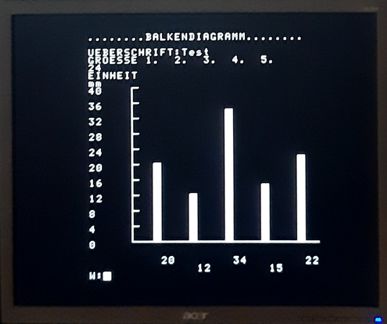 ........BALKENDIAGRAMM........
UEBERSCHRIFT:Test
GROESSE 1. 2. 3. 4. 5.
24
EINHEIT
mm
40
36
32
28
24
20
16
12
8
4
0
20 12 34 15 22
W:
acer